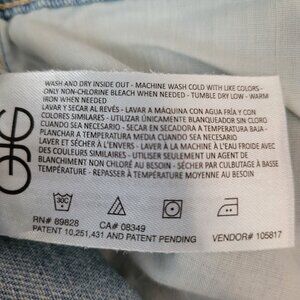 WASH AND DRY INSIDE OUT - MACHINE WASH COLD WITH LIKE COLORS -
ONLY NON-CHLORINE BLEACH WHEN NEEDED - TUMBLE DRY LOW - WARM
IRON WHEN NEEDED
LAVAR Y SECAR AL REVÉS - LAVAR A MÁQUINA CON AGUA FRÍA Y CON
COLORES SIMILARES - UTILIZAR ÚNICAMENTE BLANQUEADOR SIN CLORO
CUANDO SEA NECESARIO - SECAR EN SECADORA A TEMPERATURA BAJA -
PLANCHAR A TEMPERATURA MEDIA CUANDO SEA NECESARIO
LAVER ET SÉCHER À L'ENVERS - LAVER À LA MACHINE À L'EAU FROIDE AVEC
DES COULEURS SIMILAIRES - UTILISER SEULEMENT UN AGENT DE
BLANCHIMENT NON CHLORÉ AU BESOIN - SÉCHER PAR CULBUTAGE À BASSE
TEMPÉRATURE - REPASSER À TEMPÉRATURE MOYENNE AU BESOIN
30C
RN# 89828 CA# 08349
PATENT 10,251,431 AND PATENT PENDING VENDOR# 105817